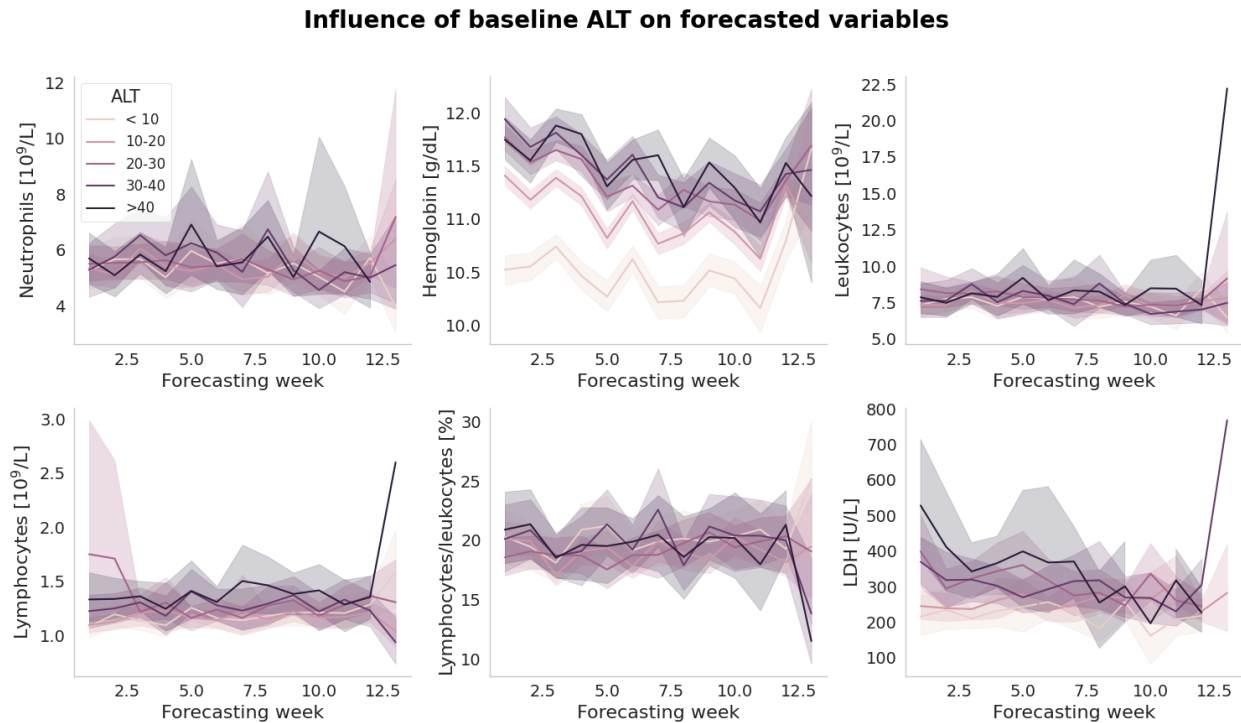 Influence of baseline ALT on forecasted variables
Neutrophils [10⁹/L]
12
10
8
6
4
ALT
< 10
10-20
20-30
30-40
>40
2.5 5.0 7.5 10.0 12.5
Forecasting week
Hemoglobin [g/dL]
12.0
11.5
11.0
10.5
10.0
2.5 5.0 7.5 10.0 12.5
Forecasting week
Leukocytes [10⁹/L]
22.5
20.0
17.5
15.0
12.5
10.0
7.5
5.0
2.5 5.0 7.5 10.0 12.5
Forecasting week
Lymphocytes [10⁹/L]
3.0
2.5
2.0
1.5
1.0
2.5 5.0 7.5 10.0 12.5
Forecasting week
Lymphocytes/leukocytes [%]
30
25
20
15
10
2.5 5.0 7.5 10.0 12.5
Forecasting week
LDH [U/L]
800
700
600
500
400
300
200
100
2.5 5.0 7.5 10.0 12.5
Forecasting week